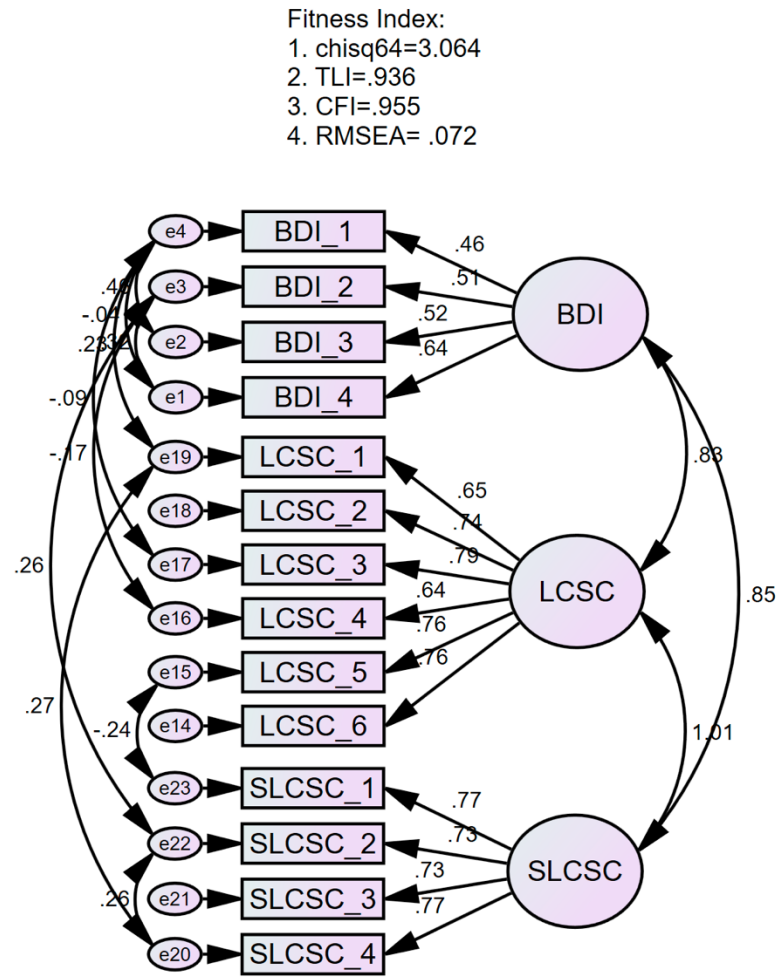 Fitness Index:
1. chisq64=3.064
2. TLI=.936
3. CFI=.955
4. RMSEA= .072
e4
BDI_1
.46
e3
BDI_2
.51
e2
BDI_3
.52
e1
BDI_4
.64
BDI
-.04
.23
-.09
-.17
e19
LCSC_1
.65
e18
LCSC_2
.74
e17
LCSC_3
.79
e16
LCSC_4
.64
e15
LCSC_5
.76
e14
LCSC_6
.76
LCSC
.83
.85
.26
.27
-.24
1.01
e23
SLCSC_1
.77
e22
SLCSC_2
.73
e21
SLCSC_3
.73
e20
SLCSC_4
.77
SLCSC
.26